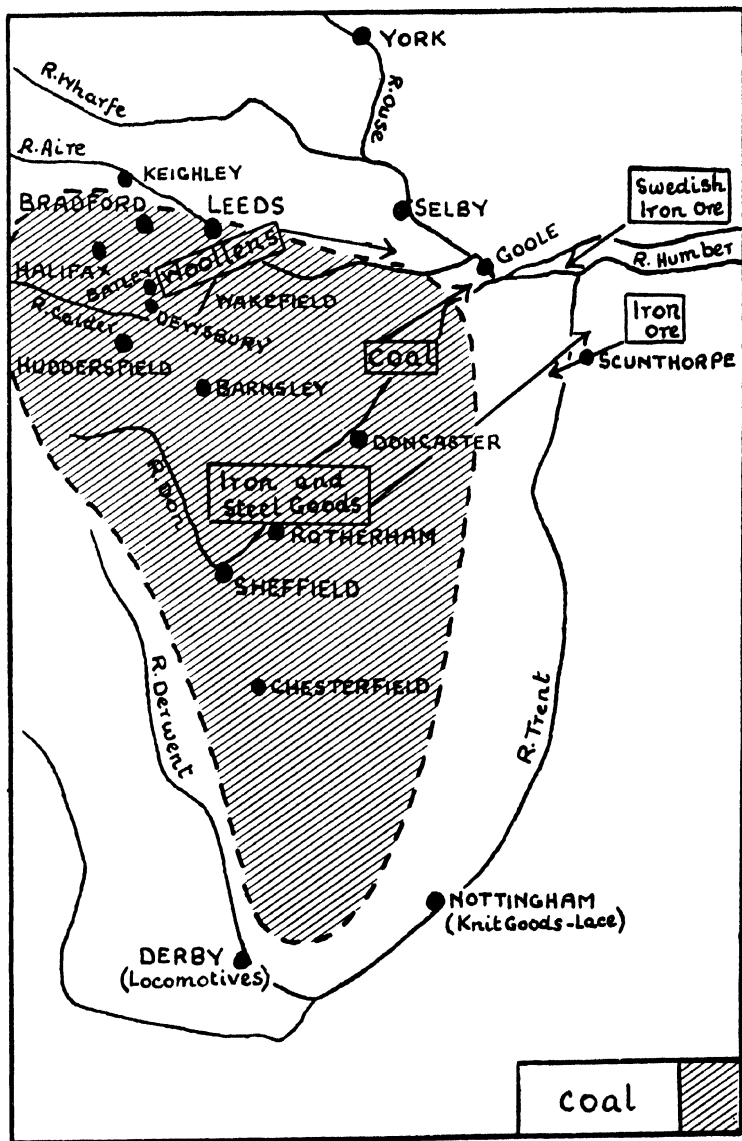 YORK
R. Wharfe
R. Ouse
R. Aire
KEIGHLEY
BRADFORD
LEEDS
SELBY
Swedish
Iron Ore
GOOLE
R. Humber
HALIFAX
Woollens
BATLEY
WAKEFIELD
R. Calder
DEWSBURY
Iron
ore
HUDDERSFIELD
Coal
SCUNTHORPE
BARNSLEY
DONCASTER
R. Don
Iron and
Steel Goods
ROTHERHAM
SHEFFIELD
R. Derwent
CHESTERFIELD
R. Trent
NOTTINGHAM
(Knit Goods-Lace)
DERBY
(Locomotives)
coal